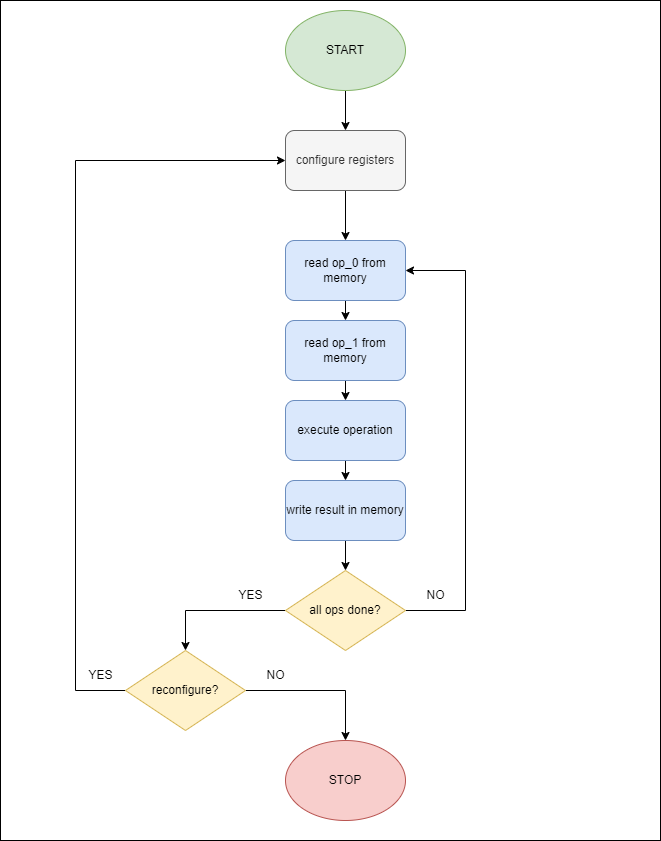 START
configure registers
read op_0 from
memory
read op_1 from
memory
execute operation
write result in memory
YES
all ops done?
NO
YES
reconfigure?
NO
STOP